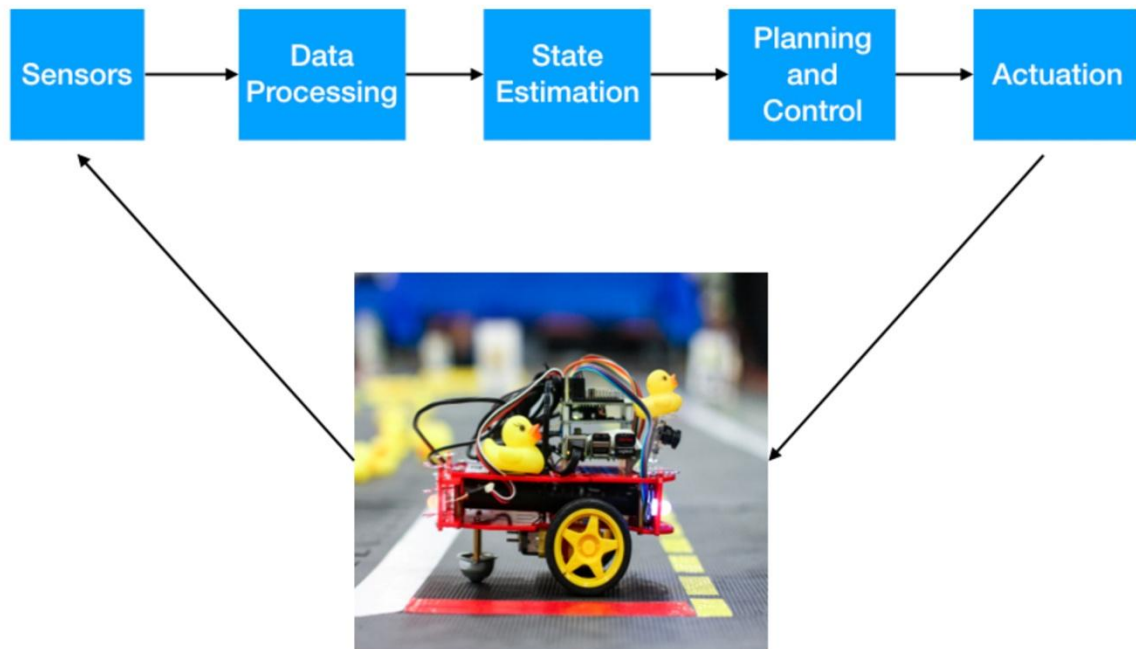 Sensors
Data
Processing
State
Estimation
Planning
and
Control
Actuation